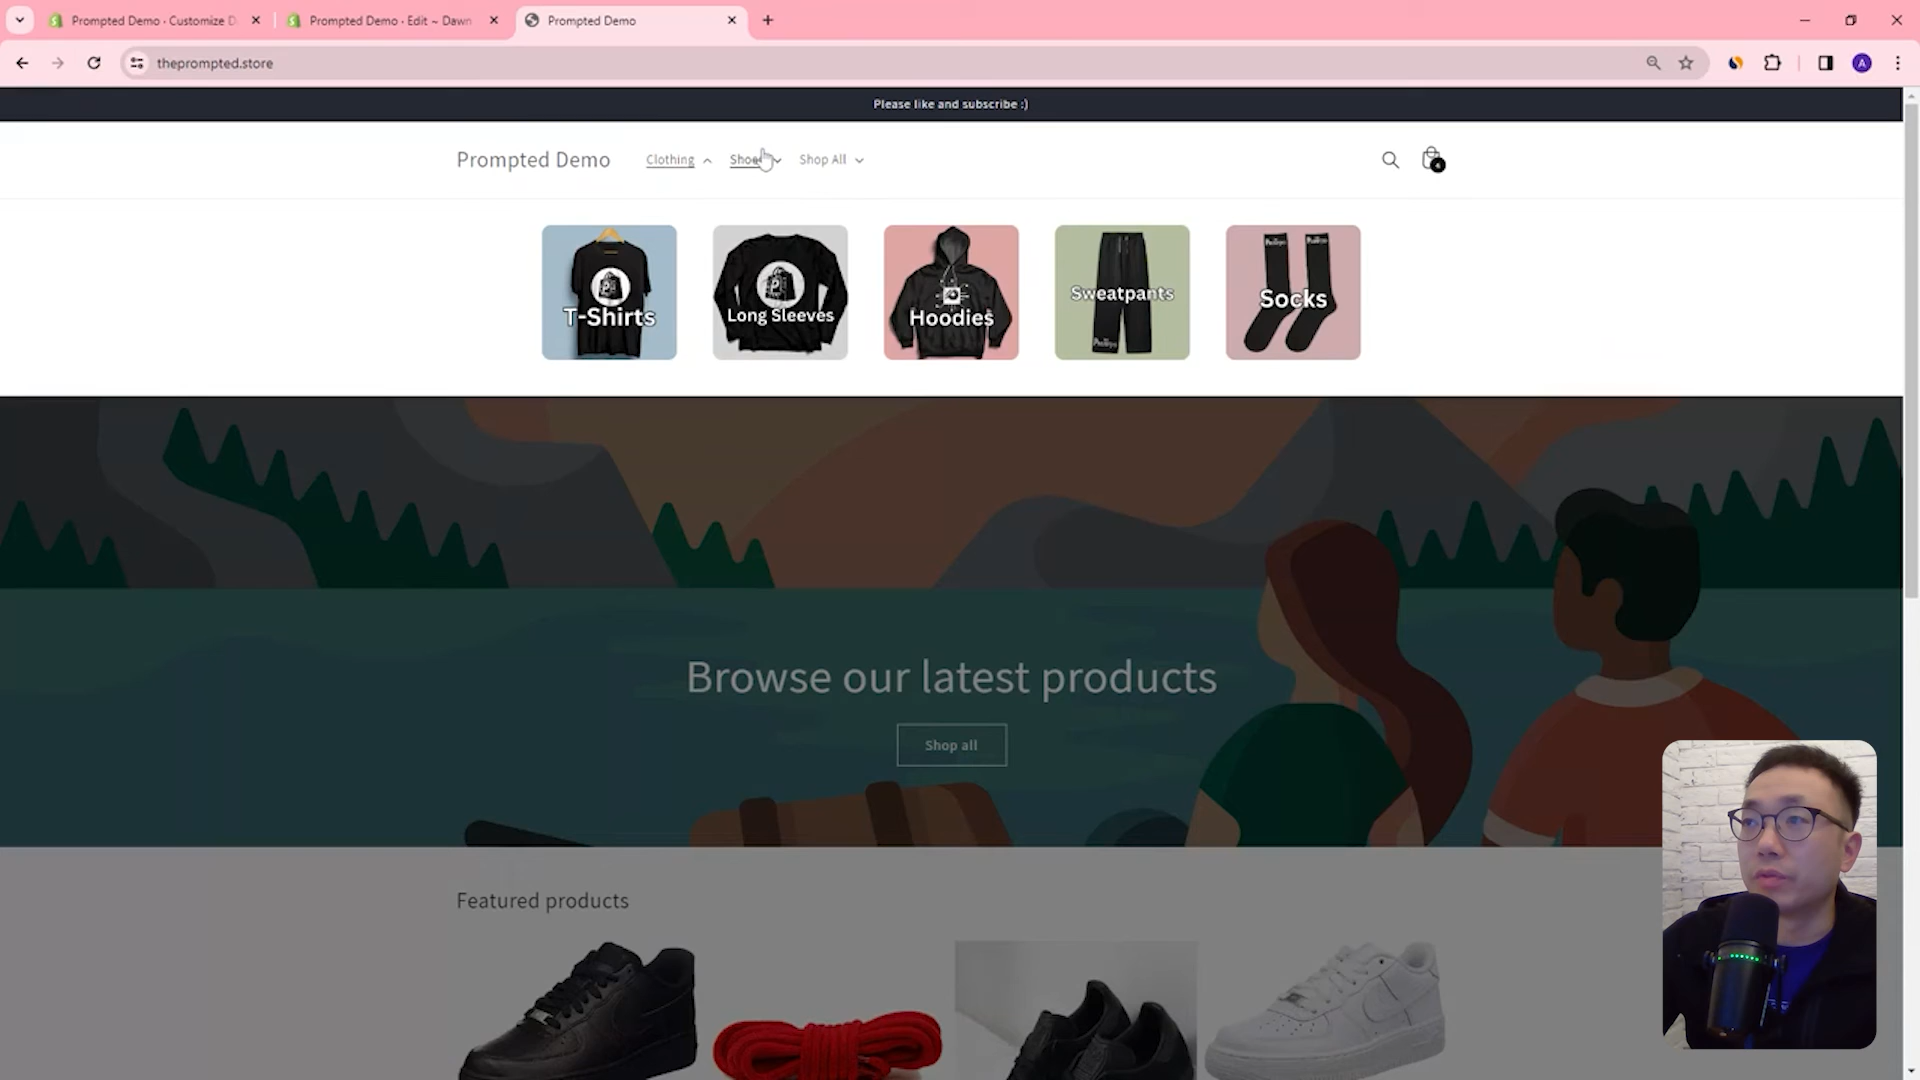 Prompted Demo · Customize D
Prompted Demo · Edit ~ Dawn
Prompted Demo
theprompted.store
A
Please like and subscribe :)
Prompted Demo
Clothing
Shop All
T-Shirts
Long Sleeves
Hoodies
Sweatpants
Socks
Browse our latest products
Shop all
Featured products